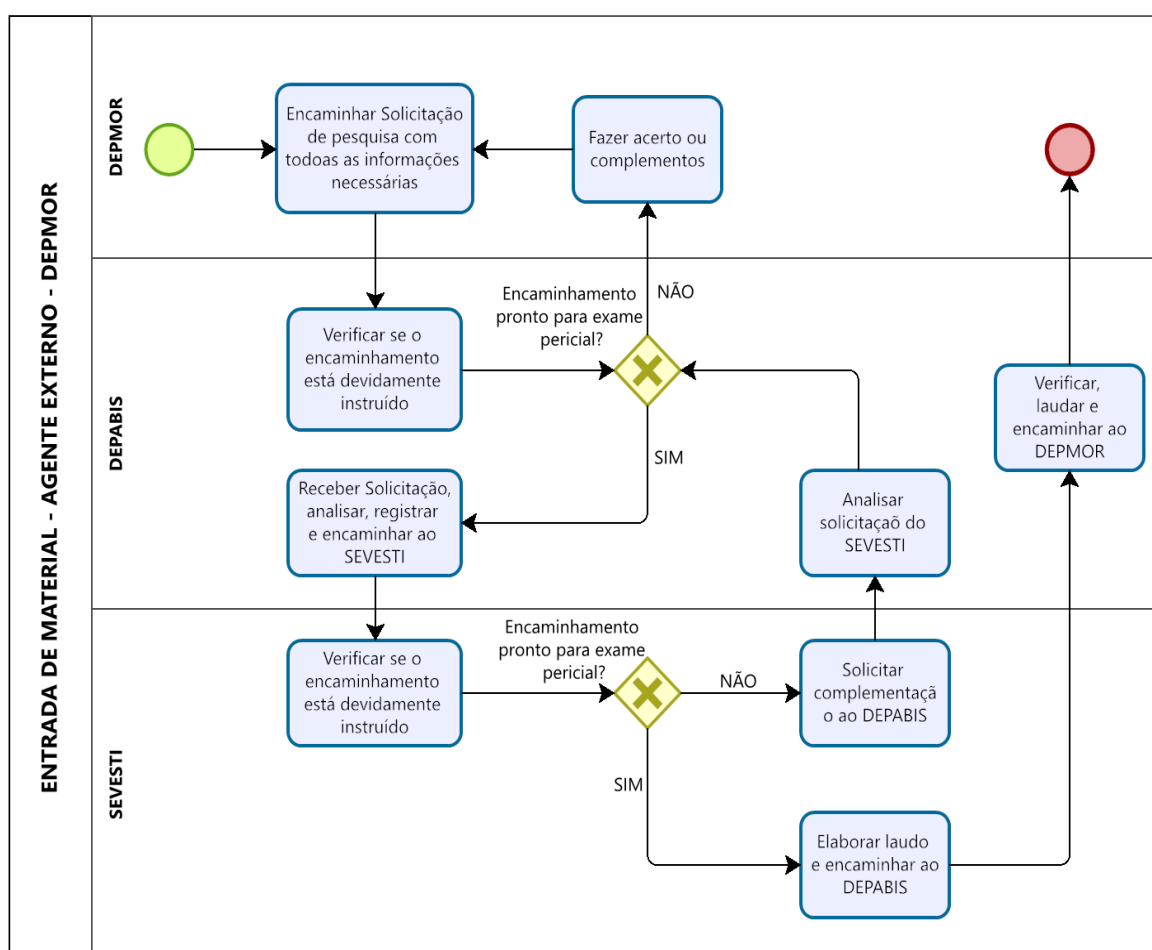 ENTRADA DE MATERIAL - AGENTE EXTERNO - DEPMOR
DEPMOR
Encaminhar Solicitação
de pesquisa com
todoas as informações
necessárias
Fazer acerto ou
complementos
DEPABIS
Verificar se o
encaminhamento
está devidamente
instruído
Encaminhamento
pronto para exame
pericial?
NÃO
SIM
Receber Solicitação,
analisar, registrar
e encaminhar ao
SEVESTI
Analisar
solicitaçaõ do
SEVESTI
Verificar,
laudar e
encaminhar ao
DEPMOR
SEVESTI
Verificar se o
encaminhamento
está devidamente
instruído
Encaminhamento
pronto para exame
pericial?
NÃO
SIM
Solicitar
complementaçã
o ao DEPABIS
Elaborar laudo
e encaminhar ao
DEPABIS